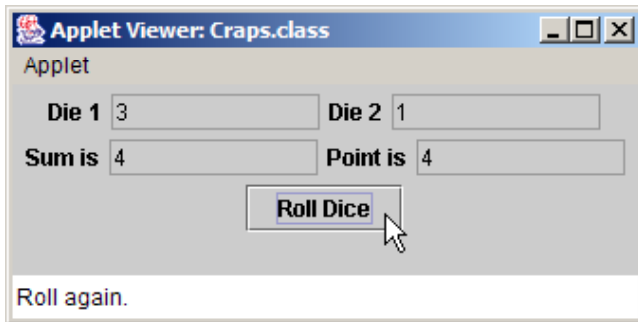 Applet Viewer: Craps.class
Applet
Die 1 3 Die 2 1
Sum is 4 Point is 4
Roll Dice
Roll again.